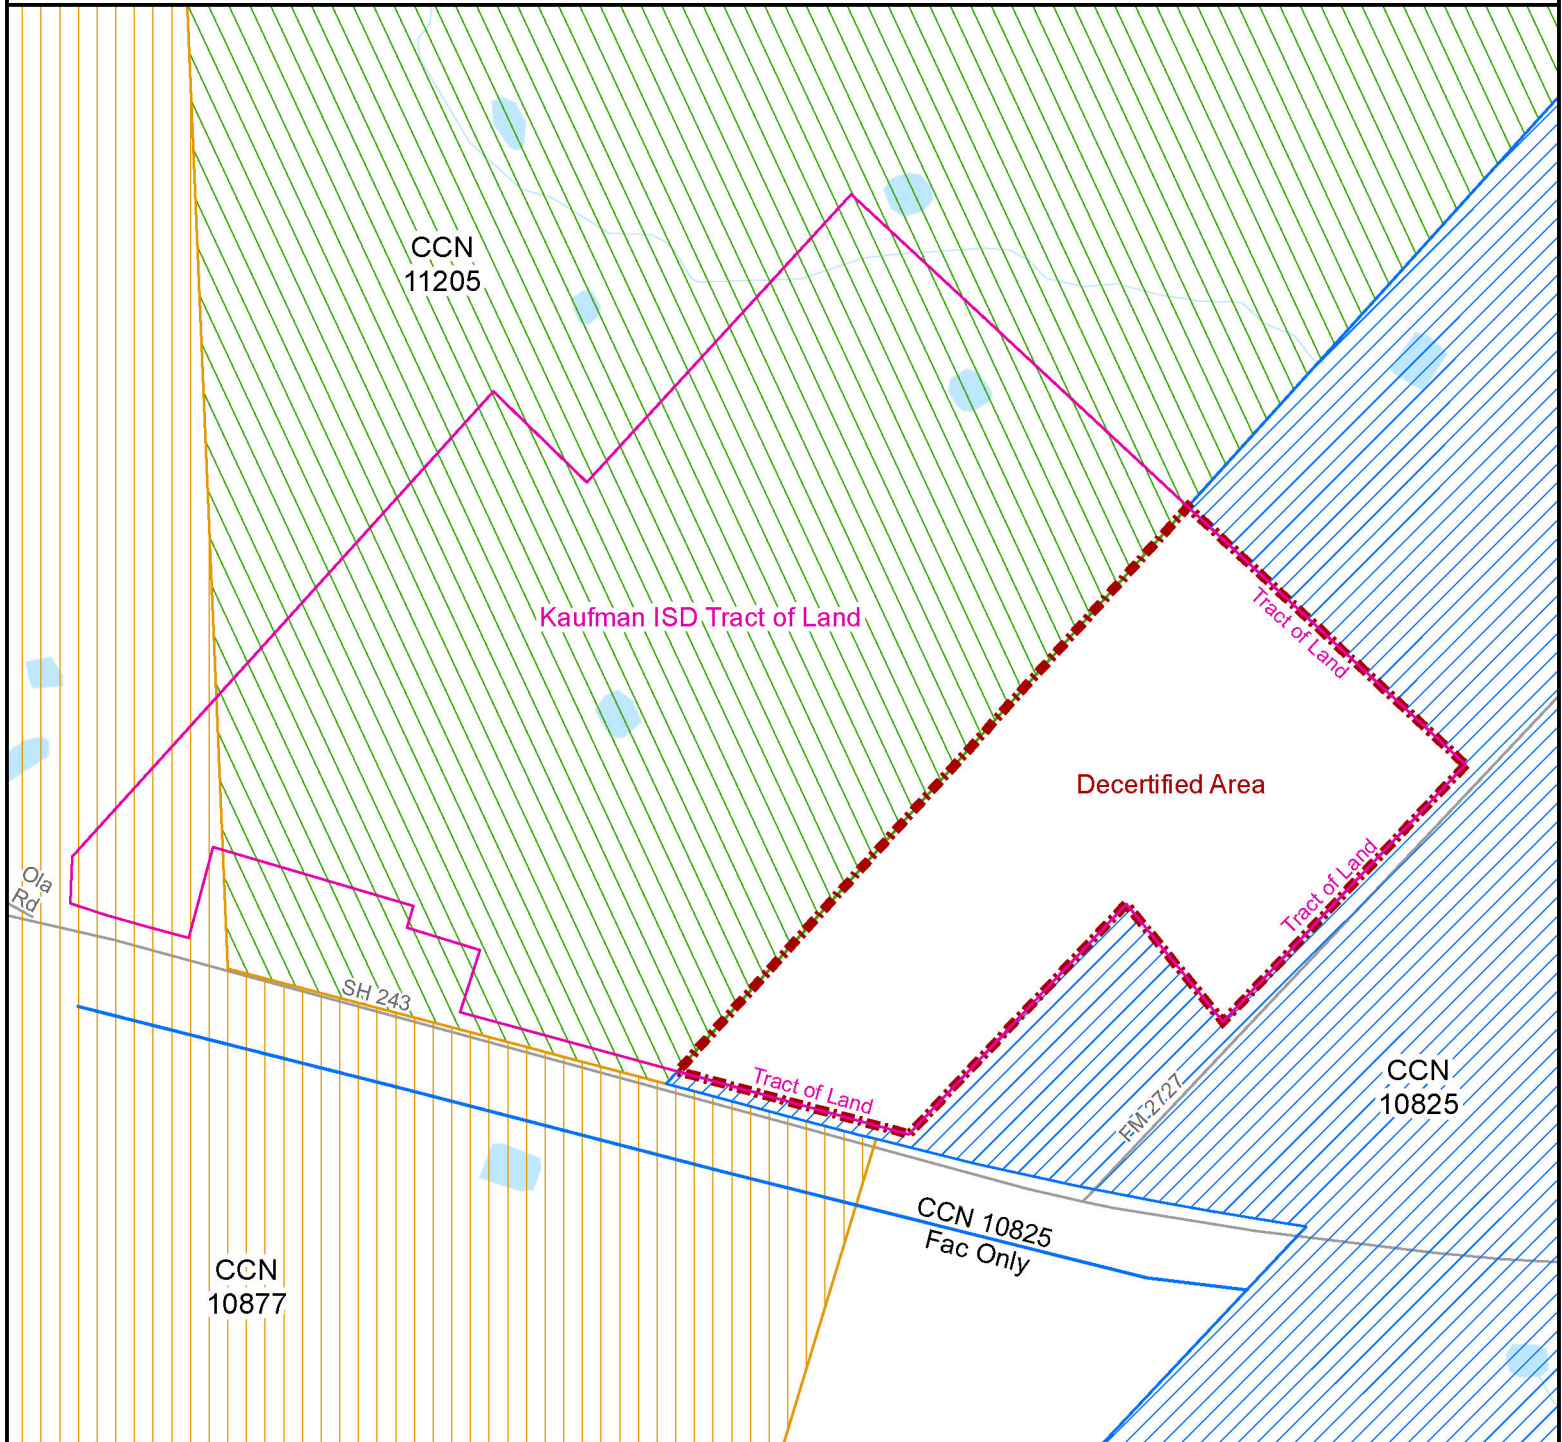 CCN
11205
Kaufman ISD Tract of Land
Tract of Land
Decertified Area
Tract of Land
Ola
Rd
SH 243
Tract of Land
FM 2727
CCN
10825
CCN 10825
Fac Only
CCN
10877